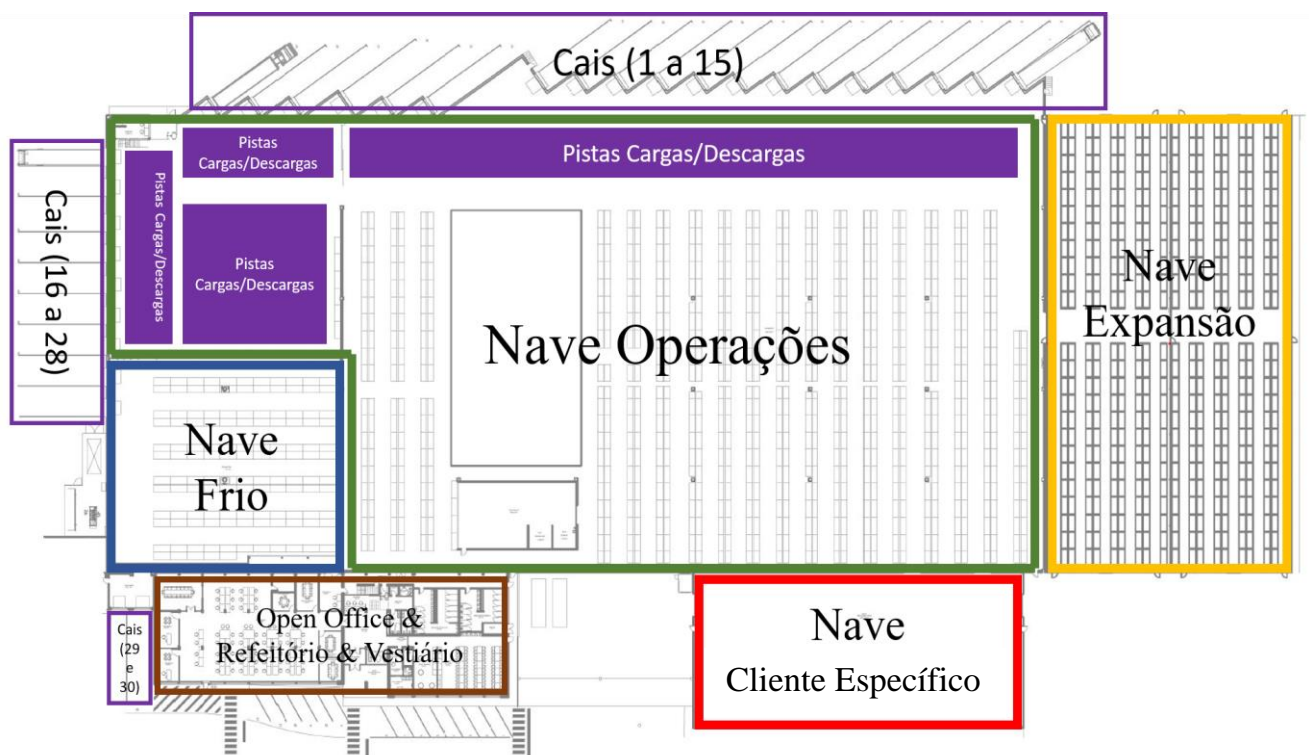 Cais (1 a 15)
Pistas
Cargas/Descargas
Pistas Cargas/Descargas
Cais (16 a 28)
Pistas Cargas/Descargas
Pistas
Cargas/Descargas
Nave
Expansão
Nave Operações
Nave
Frio
Cais
(29
e
30)
Open Office &
Refeitório & Vestiário
Nave
Cliente Específico